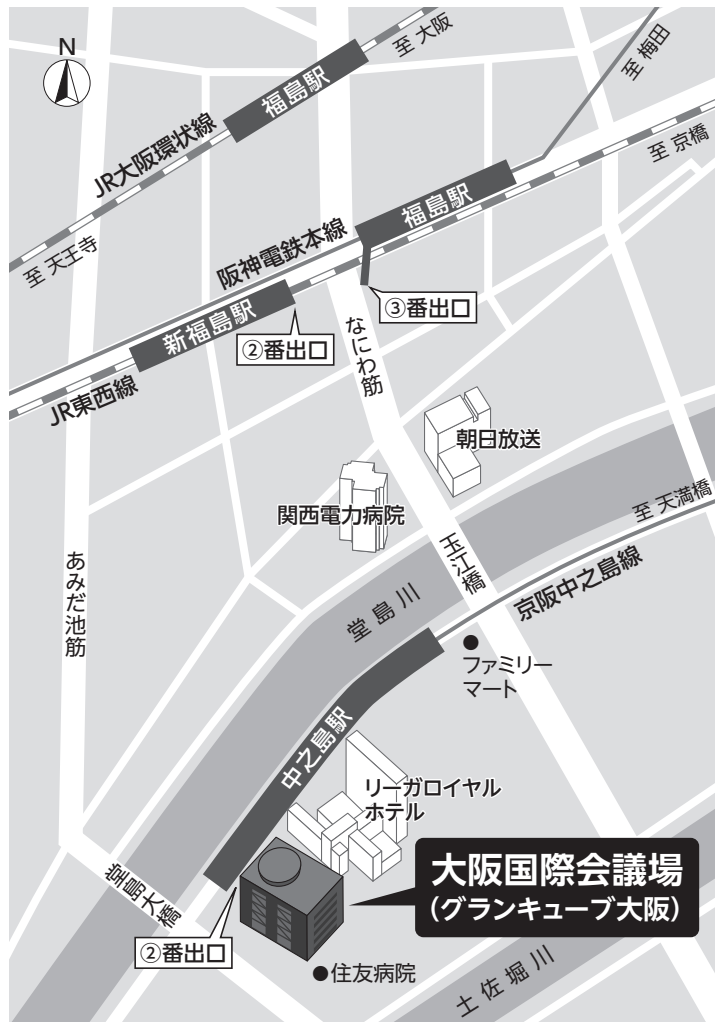 N
至 大阪
至 梅田
福島駅
JR大阪環状線
至 京橋
至 天王寺
福島駅
阪神電鉄本線
③番出口
新福島駅
②番出口
なにわ筋
JR東西線
朝日放送
関西電力病院
至 天満橋
玉江橋
京阪中之島線
あみだ池筋
堂島川
ファミリー
マート
中之島駅
リーガロイヤル
ホテル
大阪国際会議場
(グランキューブ大阪)
堂島大橋
②番出口
住友病院
土佐堀川